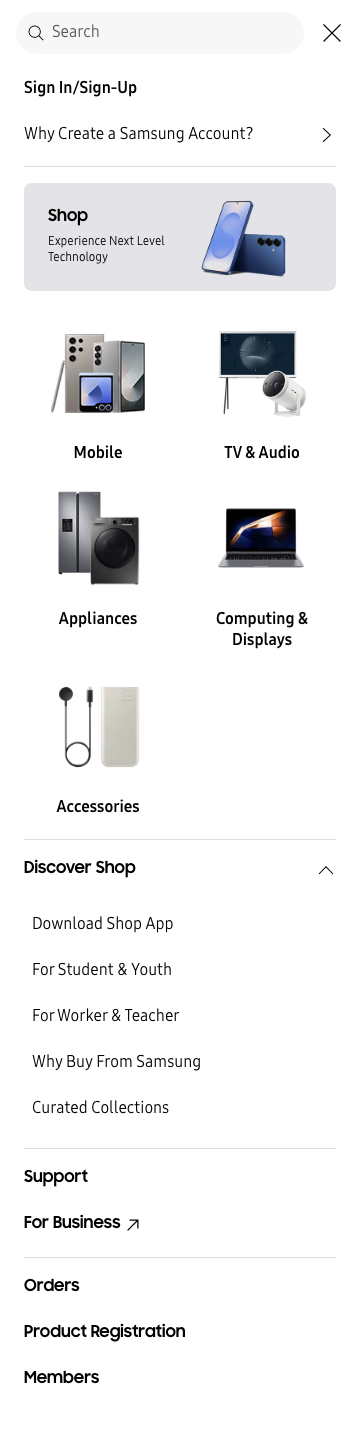 Search
Sign In/Sign-Up
Why Create a Samsung Account?
Shop
Experience Next Level
Technology
Mobile
TV & Audio
Appliances
Computing &
Displays
Accessories
Discover Shop
Download Shop App
For Student & Youth
For Worker & Teacher
Why Buy From Samsung
Curated Collections
Support
For Business
Orders
Product Registration
Members